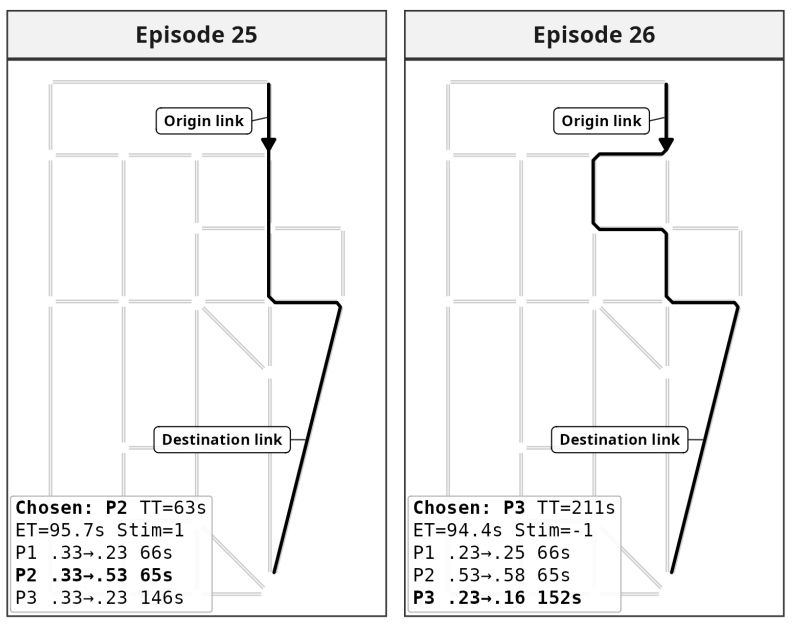 Episode 25
Origin link
Destination link
Chosen: P2 TT=63s
ET=95.7s Stim=1
P1 .33→.23 66s
P2 .33→.53 65s
P3 .33→.23 146s
Episode 26
Origin link
Destination link
Chosen: P3 TT=211s
ET=94.4s Stim=-1
P1 .23→.25 66s
P2 .53→.58 65s
P3 .23→.16 152s